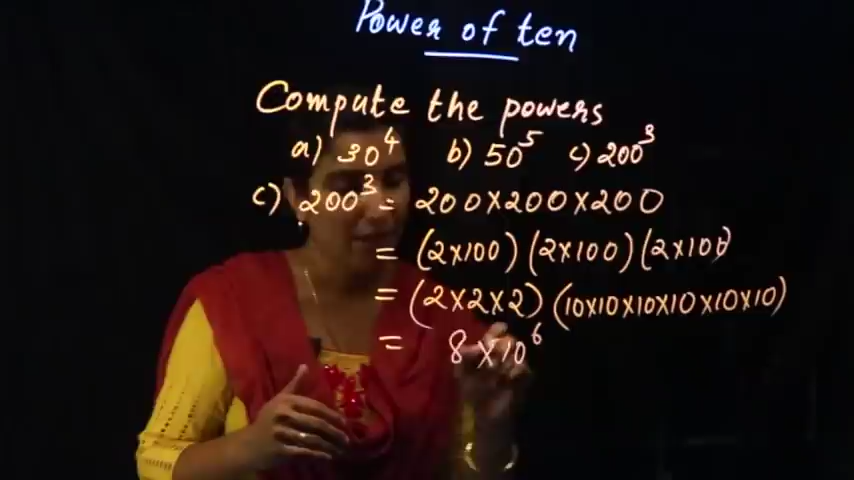 Power of ten
Compute the powers
a) 30⁴ b) 50⁵ c) 200³
c) 200³ = 200×200×200
= (2×100) (2×100) (2×100)
= (2×2×2) (10×10×10×10×10×10)
= 8×10⁶